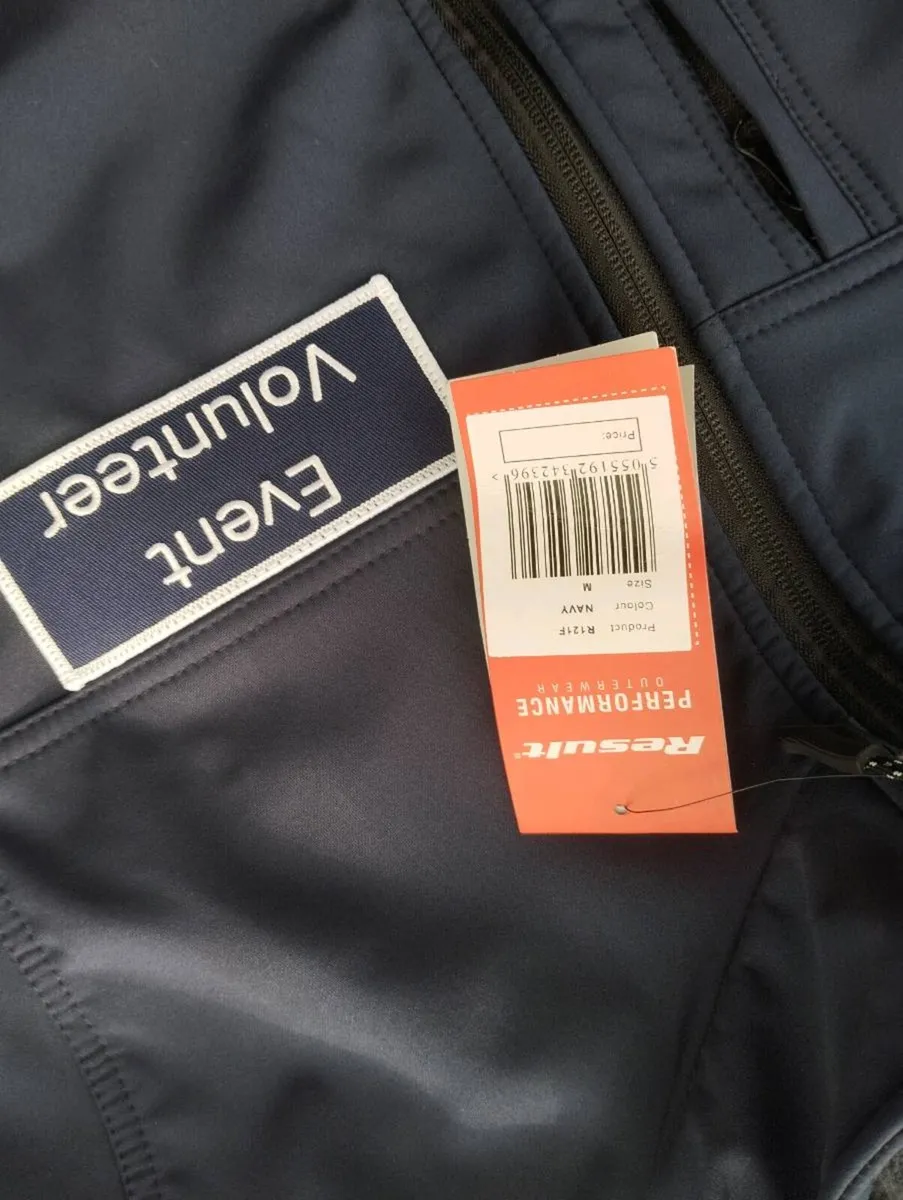 Event
Volunteer
Result
PERFORMANCE
OUTERWEAR
Product R121F
Colour NAVY
Size M
5 055192 342396 >
Price: